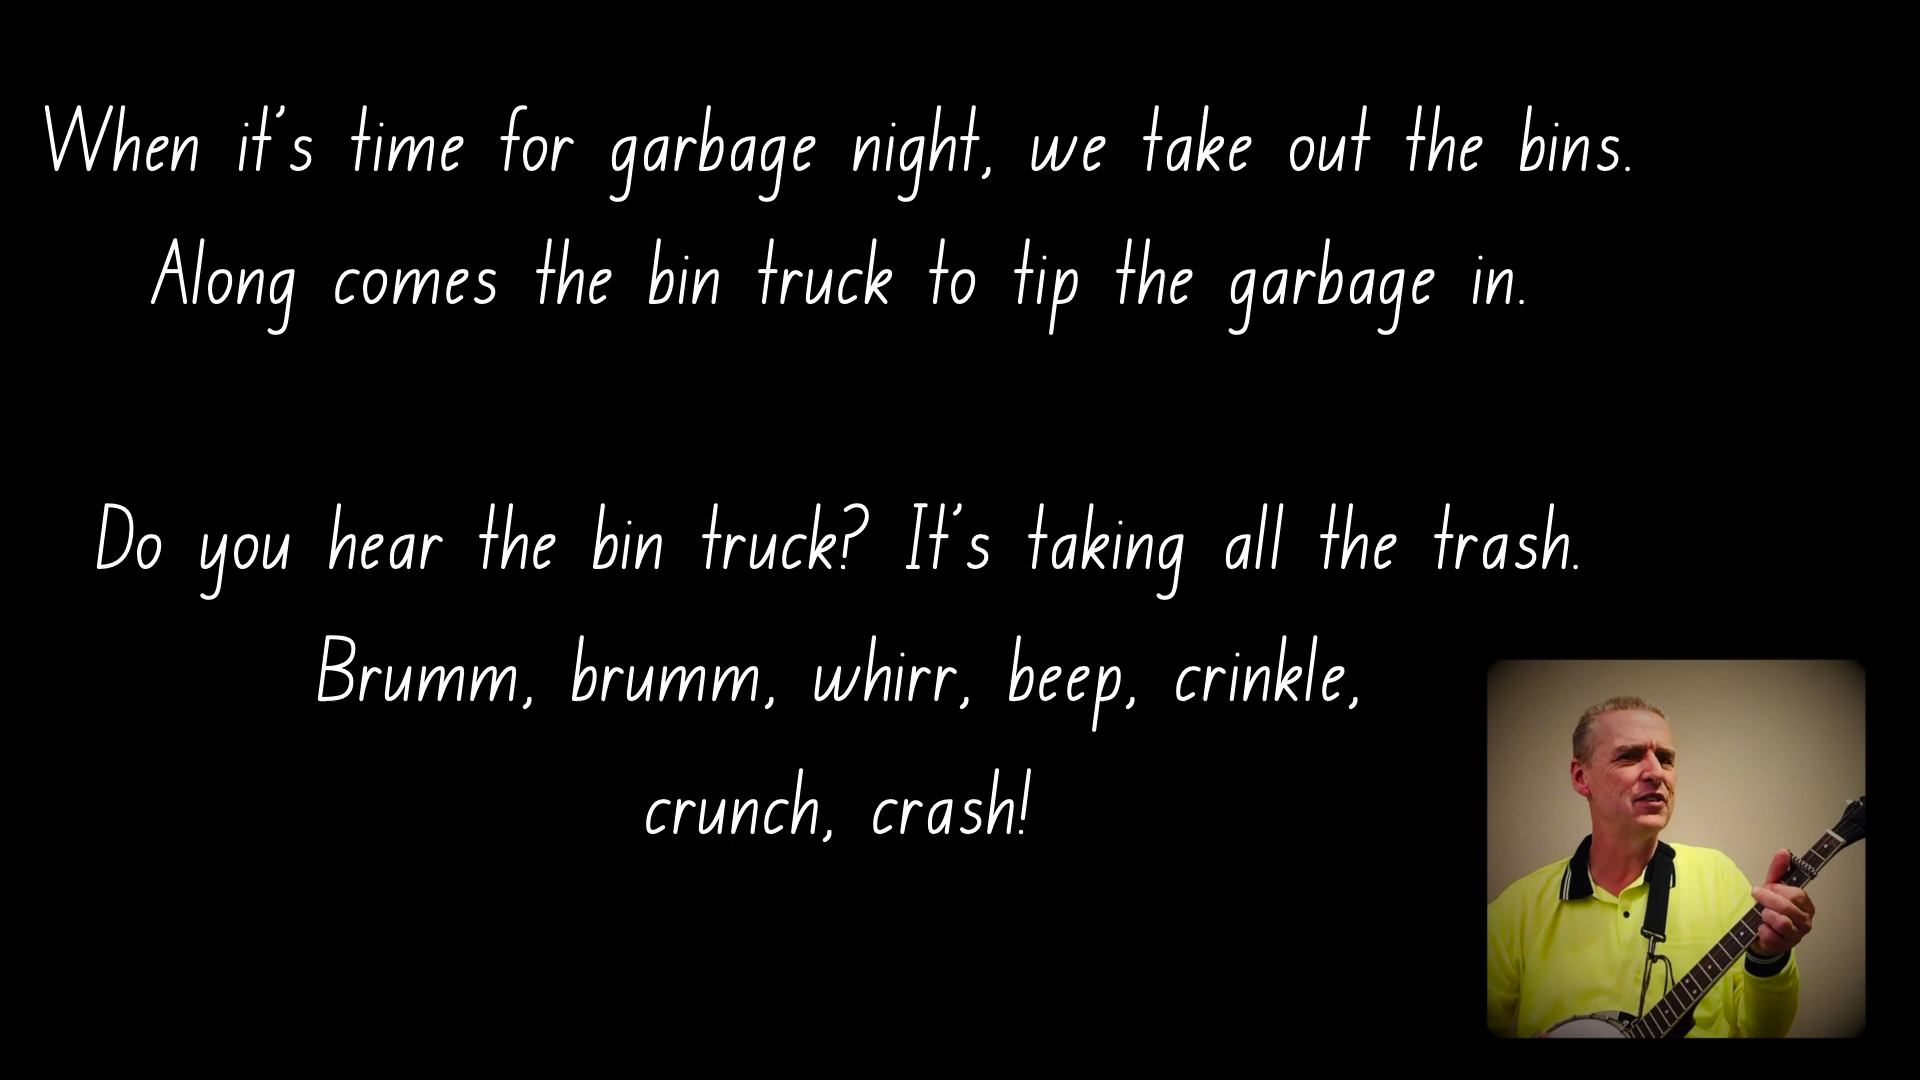 When it's time for garbage night, we take out the bins.
Along comes the bin truck to tip the garbage in.
Do you hear the bin truck? It's taking all the trash.
Brumm, brumm, whirr, beep, crinkle,
crunch, crash!